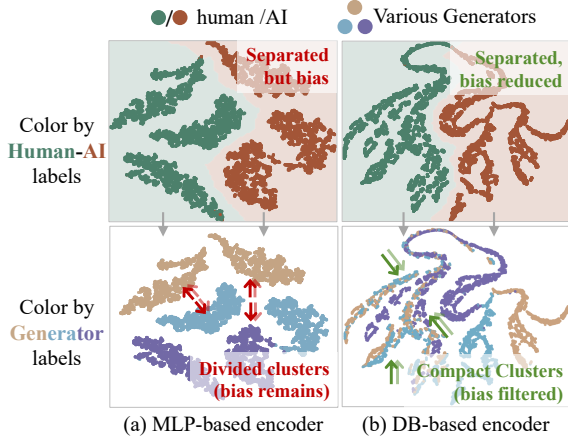 human /AI
Various Generators
Separated
but bias
Separated,
bias reduced
Color by
Human-AI
labels
Color by
Generator
labels
Divided clusters
(bias remains)
Compact Clusters
(bias filtered)
(a) MLP-based encoder
(b) DB-based encoder